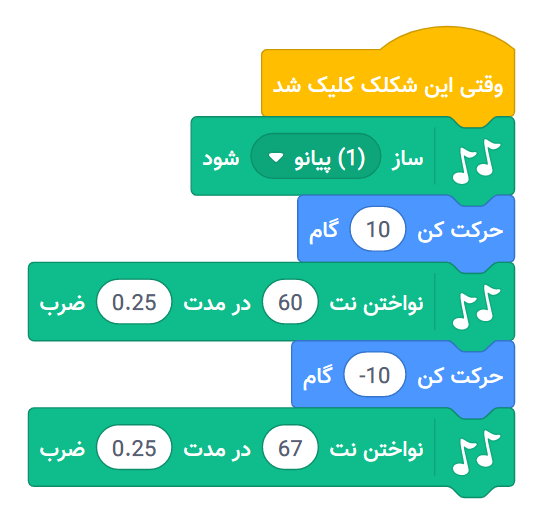 وقتی این شکلک کلیک شد
ساز (1) پیانو شود
حرکت کن 10 گام
نواختن نت 60 در مدت 0.25 ضرب
حرکت کن -10 گام
نواختن نت 67 در مدت 0.25 ضرب